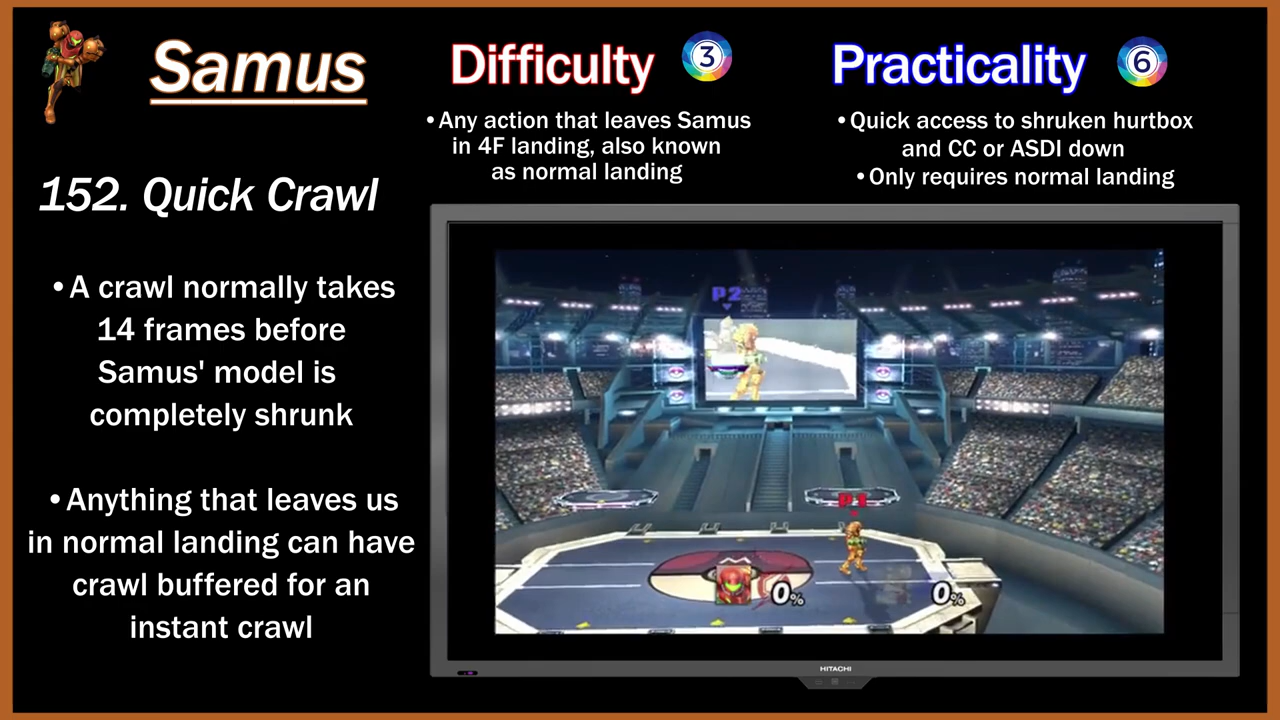 Samus
Difficulty
3
Practicality
6
•Any action that leaves Samus
in 4F landing, also known
as normal landing
•Quick access to shruken hurtbox
and CC or ASDI down
•Only requires normal landing
152. Quick Crawl
•A crawl normally takes
14 frames before
Samus' model is
completely shrunk
•Anything that leaves us
in normal landing can have
crawl buffered for an
instant crawl
P2
P1
0%
0%
HITACHI